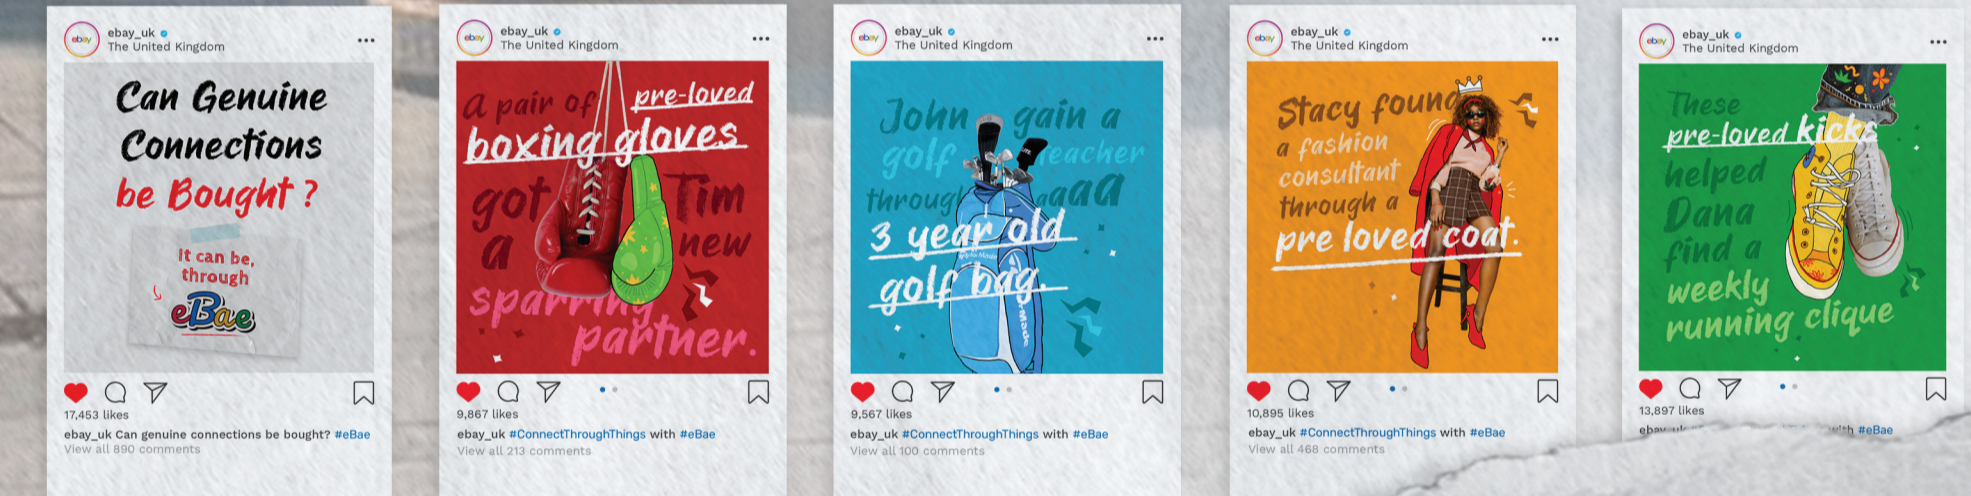 ebay
ebay_uk
The United Kingdom
Can Genuine
Connections
be Bought ?
It can be,
through
eBae
17,453 likes
ebay_uk Can genuine connections be bought? #eBae
View all 890 comments
ebay
ebay_uk
The United Kingdom
A pair of pre-loved
boxing gloves
got Tim
a new
sparring
partner.
9,867 likes
ebay_uk #ConnectThroughThings with #eBae
View all 213 comments
ebay
ebay_uk
The United Kingdom
John gain a
golf teacher
through
3 year old
golf bag.
Made
9,567 likes
ebay_uk #ConnectThroughThings with #eBae
View all 100 comments
ebay
ebay_uk
The United Kingdom
Stacy found
a fashion
consultant
through a
pre loved coat.
10,895 likes
ebay_uk #ConnectThroughThings with #eBae
View all 468 comments
ebay
ebay_uk
The United Kingdom
These
pre-loved kicks
helped
Dana
find a
weekly
running clique
13,897 likes
ebay_uk with #eBae